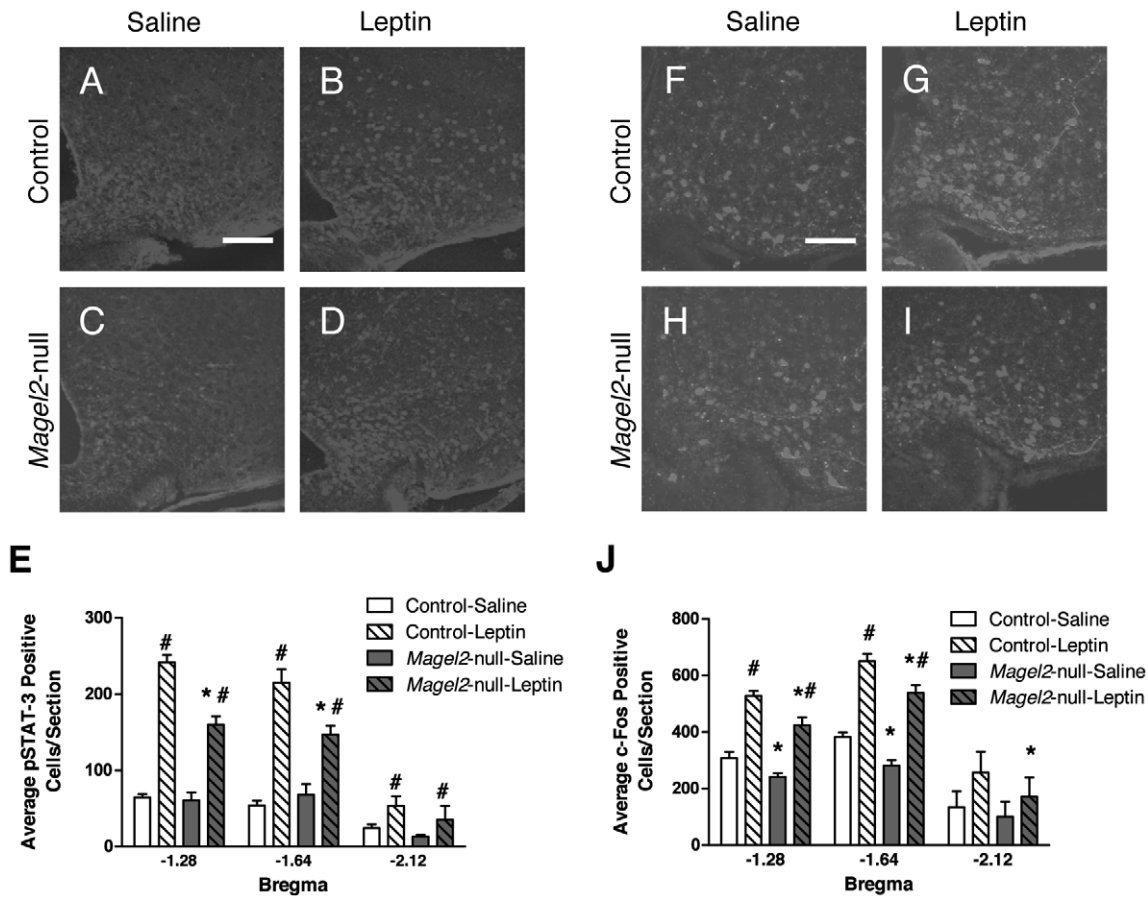 Saline
Leptin
Saline
Leptin
Control
A
B
Control
F
G
Magel2-null
C
D
Magel2-null
H
I
E
Average pSTAT-3 Positive
Cells/Section
300
200
100
0
Control-Saline
Control-Leptin
Magel2-null-Saline
Magel2-null-Leptin
#
* #
#
* #
#
#
-1.28
-1.64
-2.12
Bregma
J
Average c-Fos Positive
Cells/Section
800
600
400
200
0
Control-Saline
Control-Leptin
Magel2-null-Saline
Magel2-null-Leptin
#
*
*#
#
*
*#
*
-1.28
-1.64
-2.12
Bregma